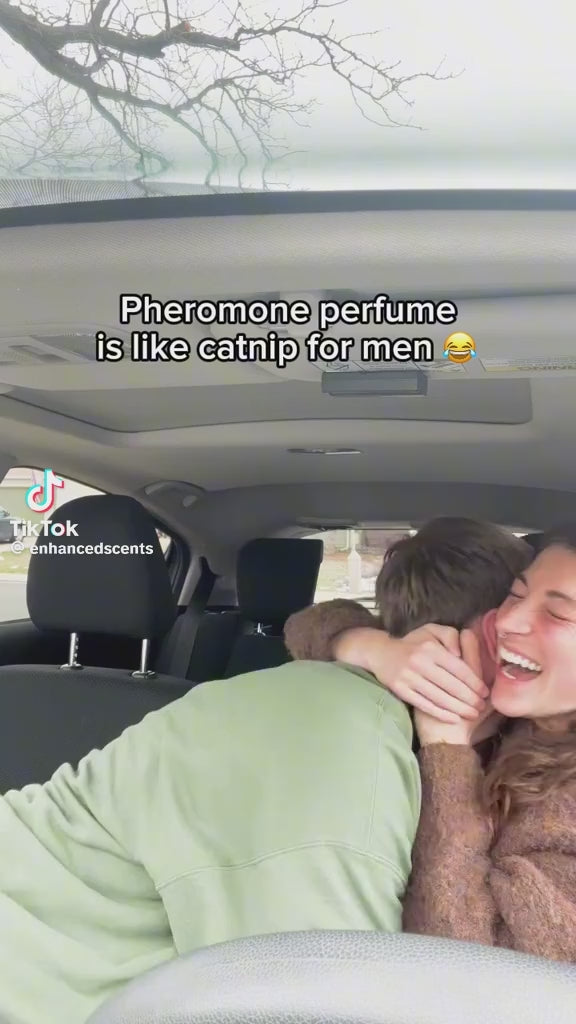 Pheromone perfume
is like catnip for men 😂
TikTok
@enhancedscents